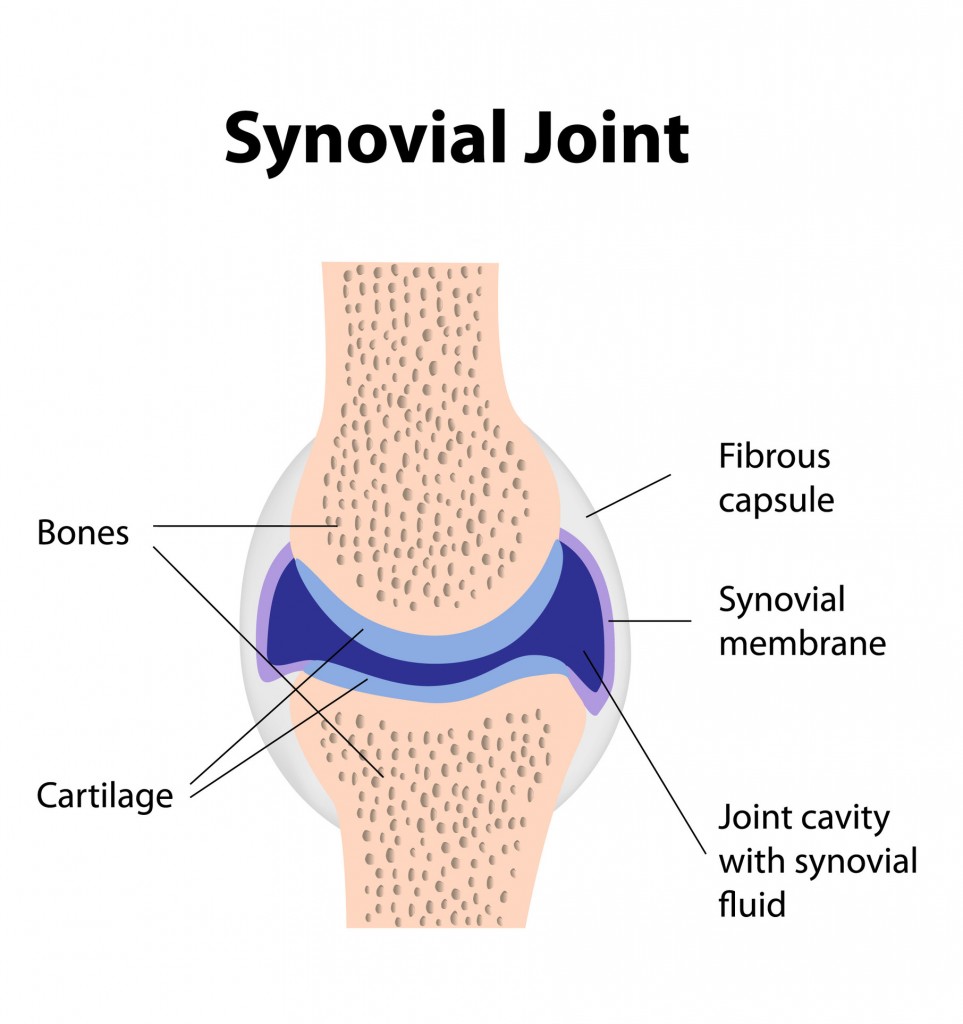 Synovial Joint
Fibrous
capsule
Bones
Synovial
membrane
Cartilage
Joint cavity
with synovial
fluid